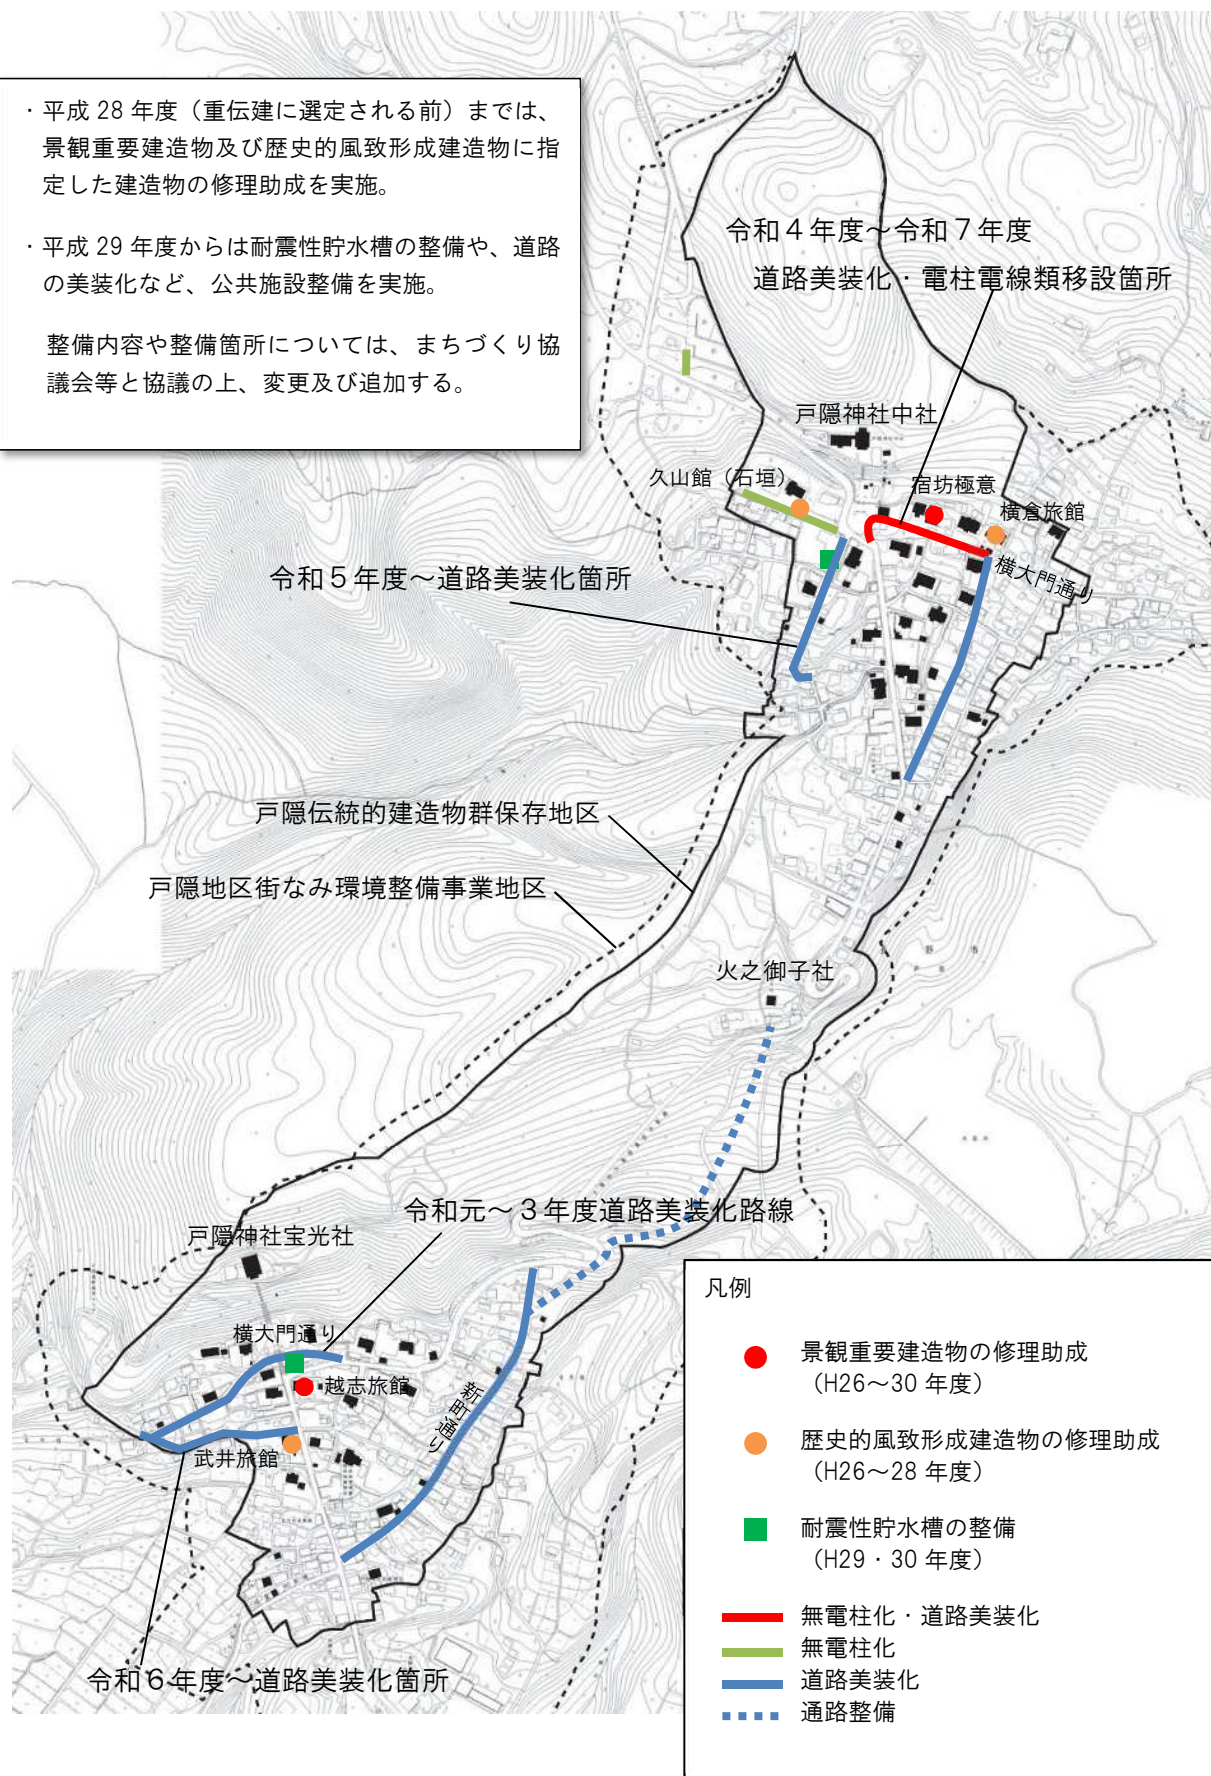 ・平成 28 年度（重伝建に選定される前）までは、
景観重要建造物及び歴史的風致形成建造物に指
定した建造物の修理助成を実施。
・平成 29 年度からは耐震性貯水槽の整備や、道路
の美装化など、公共施設整備を実施。
整備内容や整備箇所については、まちづくり協
議会等と協議の上、変更及び追加する。
令和４年度～令和７年度
道路美装化・電柱電線類移設箇所
戸隠神社中社
久山館（石垣）
宿坊極意
横倉旅館
横大門通り
令和５年度～道路美装化箇所
戸隠伝統的建造物群保存地区
戸隠地区街なみ環境整備事業地区
火之御子社
令和元～３年度道路美装化路線
戸隠神社宝光社
横大門通り
越志旅館
新町通り
武井旅館
令和６年度～道路美装化箇所
凡例
景観重要建造物の修理助成
（H26～30 年度）
歴史的風致形成建造物の修理助成
（H26～28 年度）
耐震性貯水槽の整備
（H29・30 年度）
無電柱化・道路美装化
無電柱化
道路美装化
通路整備